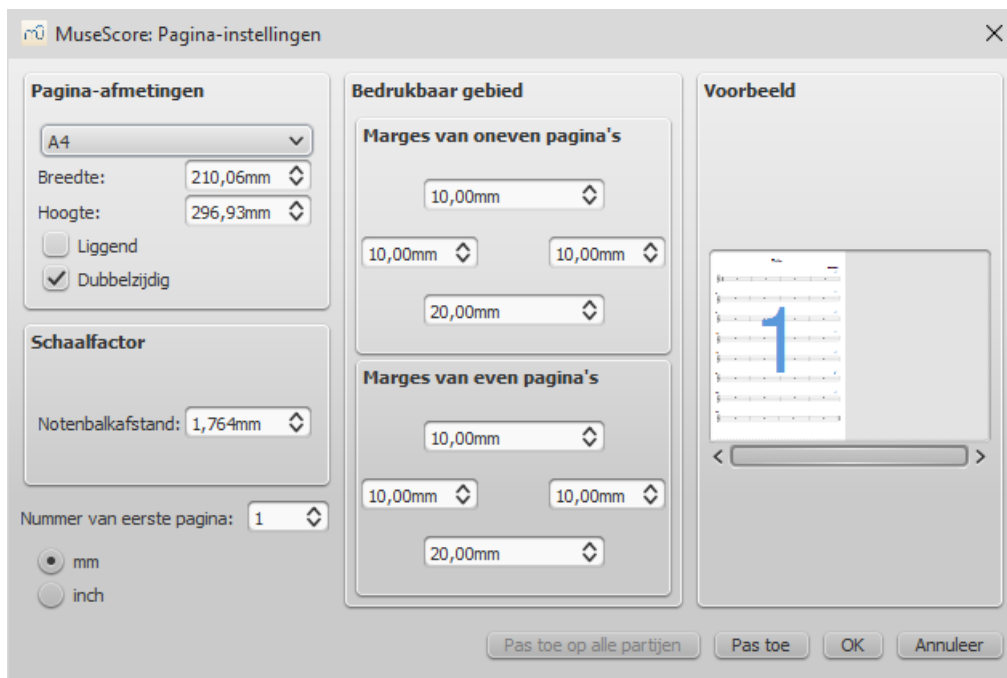 MuseScore: Pagina-instellingen
Pagina-afmetingen
A4
Breedte: 210,06mm
Hoogte: 296,93mm
Liggend
Dubbelzijdig
Schaalfactor
Notenbalkafstand: 1,764mm
Nummer van eerste pagina: 1
mm
inch
Bedrukbaar gebied
Marges van oneven pagina's
10,00mm
10,00mm 10,00mm
20,00mm
Marges van even pagina's
10,00mm
10,00mm 10,00mm
20,00mm
Voorbeeld
1
Pas toe op alle partijen Pas toe OK Annuleer